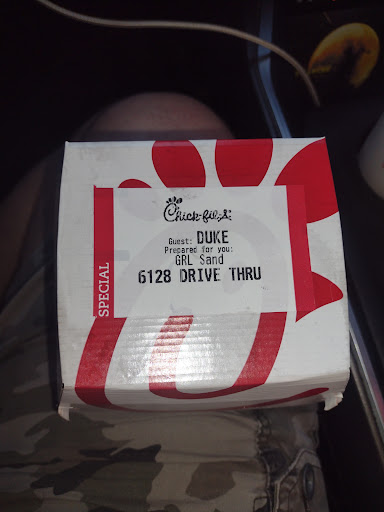 Chick-fil-A
Guest: DUKE
Prepared for you:
GRL Sand
6128 DRIVE THRU
SPECIAL